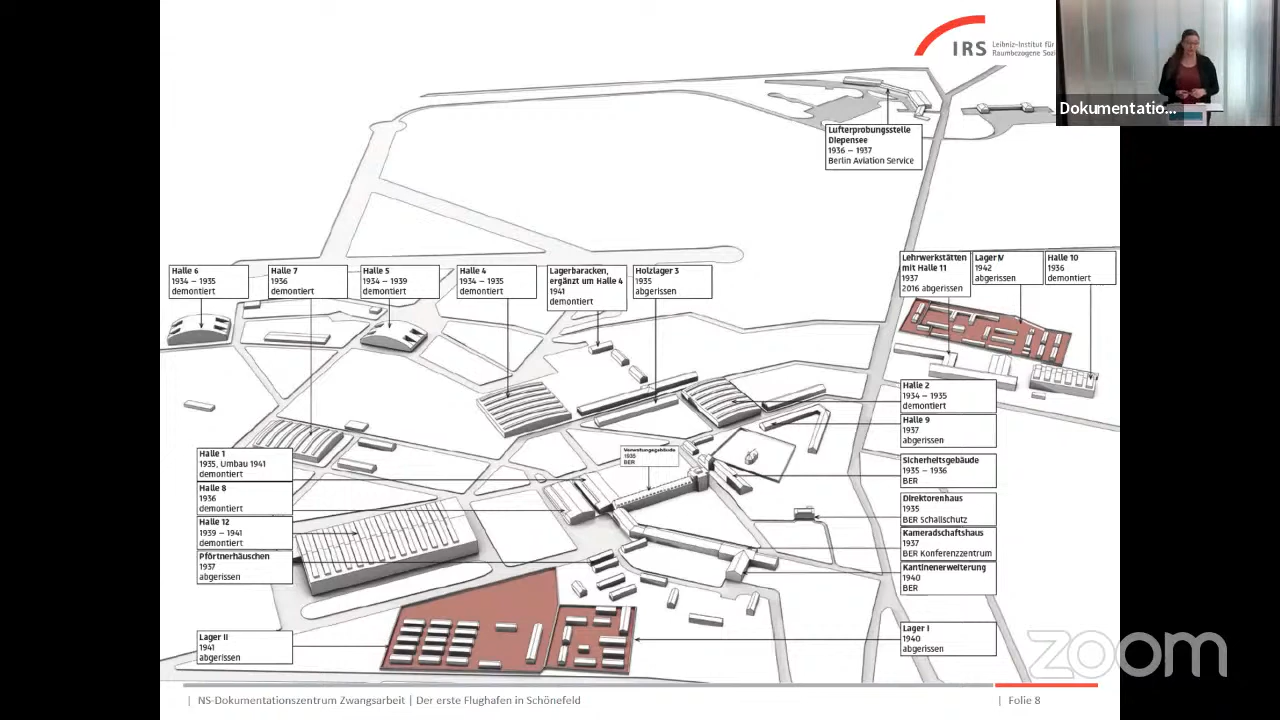 IRS
Leibniz-Institut für
Raumbezogene Sozi
Dokumentatio...
Lufterprobungsstelle
Diepensee
1936 – 1937
Berlin Aviation Service
Halle 6
1934 – 1935
demontiert
Halle 7
1936
demontiert
Halle 5
1934 – 1939
demontiert
Halle 4
1934 – 1935
demontiert
Lagerbaracken,
ergänzt um Halle 4
1941
demontiert
Holzlager 3
1935
abgerissen
Lehrwerkstätten
mit Halle 11
1937
2016 abgerissen
Lager IV
1942
abgerissen
Halle 10
1936
demontiert
Halle 2
1934 – 1935
demontiert
Halle 9
1937
abgerissen
Verwaltungsgebäude
1935
BER
Halle 1
1935, Umbau 1941
demontiert
Halle 8
1936
demontiert
Halle 12
1939 – 1941
demontiert
Pförtnerhäuschen
1937
abgerissen
Sicherheitsgebäude
1935 – 1936
BER
Direktorenhaus
1935
BER Schallschutz
Kameradschaftshaus
1937
BER Konferenzzentrum
Kantinenerweiterung
1940
BER
Lager II
1941
abgerissen
Lager I
1940
abgerissen
zoom
| NS-Dokumentationszentrum Zwangsarbeit | Der erste Flughafen in Schönefeld
| Folie 8